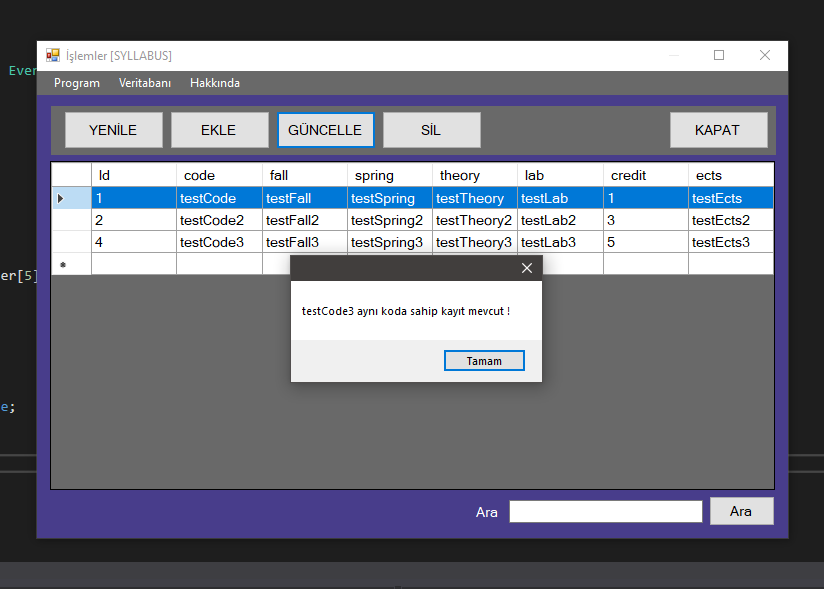 İşlemler [SYLLABUS]
Even
Program Veritabanı Hakkında
YENİLE EKLE GÜNCELLE SİL KAPAT
Id code fall spring theory lab credit ects
1 testCode testFall testSpring testTheory testLab 1 testEcts
2 testCode2 testFall2 testSpring2 testTheory2 testLab2 3 testEcts2
4 testCode3 testFall3 testSpring3 testTheory3 testLab3 5 testEcts3
er[5]
testCode3 aynı koda sahip kayıt mevcut !
Tamam
e;
Ara Ara